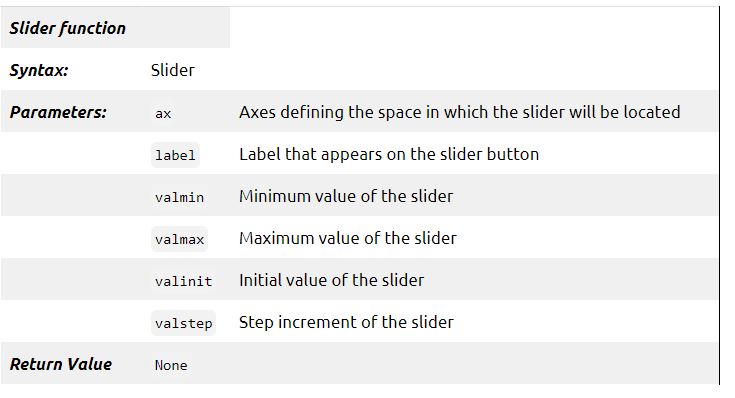 Slider function
Syntax: Slider
Parameters: ax Axes defining the space in which the slider will be located
label Label that appears on the slider button
valmin Minimum value of the slider
valmax Maximum value of the slider
valinit Initial value of the slider
valstep Step increment of the slider
Return Value None